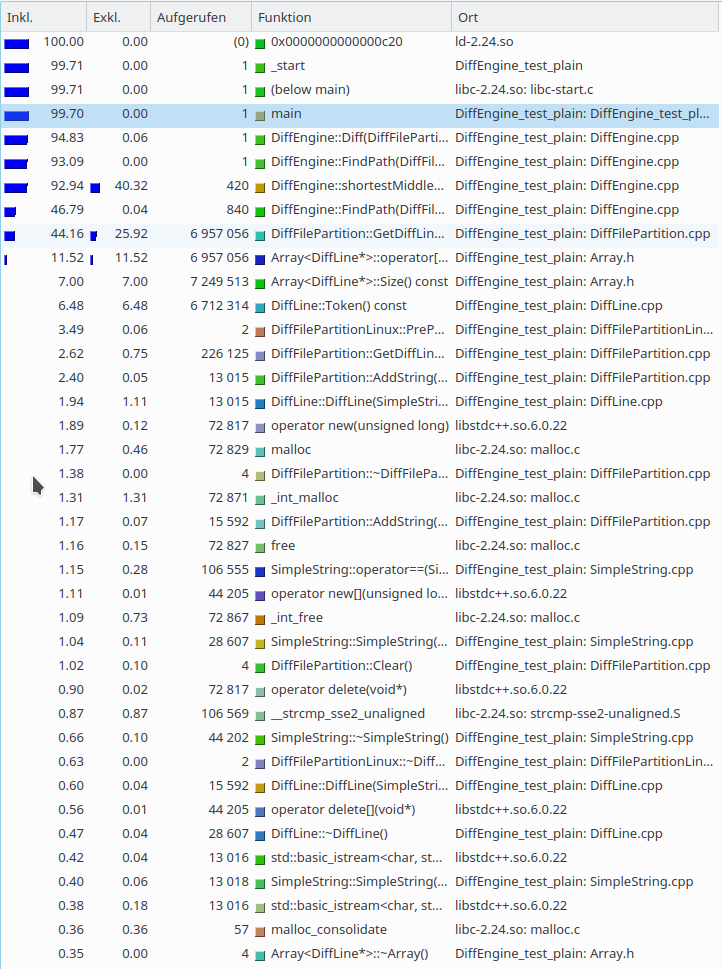 Inkl. Exkl. Aufgerufen Funktion Ort
100.00 0.00 (0) 0x0000000000000c20 ld-2.24.so
99.71 0.00 1 _start DiffEngine_test_plain
99.71 0.00 1 (below main) libc-2.24.so: libc-start.c
99.70 0.00 1 main DiffEngine_test_plain: DiffEngine_test_pl...
94.83 0.06 1 DiffEngine::Diff(DiffFileParti... DiffEngine_test_plain: DiffEngine.cpp
93.09 0.00 1 DiffEngine::FindPath(DiffFil... DiffEngine_test_plain: DiffEngine.cpp
92.94 40.32 420 DiffEngine::shortestMiddle... DiffEngine_test_plain: DiffEngine.cpp
46.79 0.04 840 DiffEngine::FindPath(DiffFil... DiffEngine_test_plain: DiffEngine.cpp
44.16 25.92 6 957 056 DiffFilePartition::GetDiffLin... DiffEngine_test_plain: DiffFilePartition.cpp
11.52 11.52 6 957 056 Array<DiffLine*>::operator[... DiffEngine_test_plain: Array.h
7.00 7.00 7 249 513 Array<DiffLine*>::Size() const DiffEngine_test_plain: Array.h
6.48 6.48 6 712 314 DiffLine::Token() const DiffEngine_test_plain: DiffLine.cpp
3.49 0.06 2 DiffFilePartitionLinux::PreP... DiffEngine_test_plain: DiffFilePartitionLin...
2.62 0.75 226 125 DiffFilePartition::GetDiffLin... DiffEngine_test_plain: DiffFilePartition.cpp
2.40 0.05 13 015 DiffFilePartition::AddString(... DiffEngine_test_plain: DiffFilePartition.cpp
1.94 1.11 13 015 DiffLine::DiffLine(SimpleStri... DiffEngine_test_plain: DiffLine.cpp
1.89 0.12 72 817 operator new(unsigned long) libstdc++.so.6.0.22
1.77 0.46 72 829 malloc libc-2.24.so: malloc.c
1.38 0.00 4 DiffFilePartition::~DiffFilePa... DiffEngine_test_plain: DiffFilePartition.cpp
1.31 1.31 72 871 _int_malloc libc-2.24.so: malloc.c
1.17 0.07 15 592 DiffFilePartition::AddString(... DiffEngine_test_plain: DiffFilePartition.cpp
1.16 0.15 72 827 free libc-2.24.so: malloc.c
1.15 0.28 106 555 SimpleString::operator==(Si... DiffEngine_test_plain: SimpleString.cpp
1.11 0.01 44 205 operator new[](unsigned lo... libstdc++.so.6.0.22
1.09 0.73 72 867 _int_free libc-2.24.so: malloc.c
1.04 0.11 28 607 SimpleString::SimpleString(... DiffEngine_test_plain: SimpleString.cpp
1.02 0.10 4 DiffFilePartition::Clear() DiffEngine_test_plain: DiffFilePartition.cpp
0.90 0.02 72 817 operator delete(void*) libstdc++.so.6.0.22
0.87 0.87 106 569 __strcmp_sse2_unaligned libc-2.24.so: strcmp-sse2-unaligned.S
0.66 0.10 44 202 SimpleString::~SimpleString() DiffEngine_test_plain: SimpleString.cpp
0.63 0.00 2 DiffFilePartitionLinux::~Diff... DiffEngine_test_plain: DiffFilePartitionLin...
0.60 0.04 15 592 DiffLine::DiffLine(SimpleStri... DiffEngine_test_plain: DiffLine.cpp
0.56 0.01 44 205 operator delete[](void*) libstdc++.so.6.0.22
0.47 0.04 28 607 DiffLine::~DiffLine() DiffEngine_test_plain: DiffLine.cpp
0.42 0.04 13 016 std::basic_istream<char, st... libstdc++.so.6.0.22
0.40 0.06 13 018 SimpleString::SimpleString(... DiffEngine_test_plain: SimpleString.cpp
0.38 0.18 13 016 std::basic_istream<char, st... libstdc++.so.6.0.22
0.36 0.36 57 malloc_consolidate libc-2.24.so: malloc.c
0.35 0.00 4 Array<DiffLine*>::~Array() DiffEngine_test_plain: Array.h